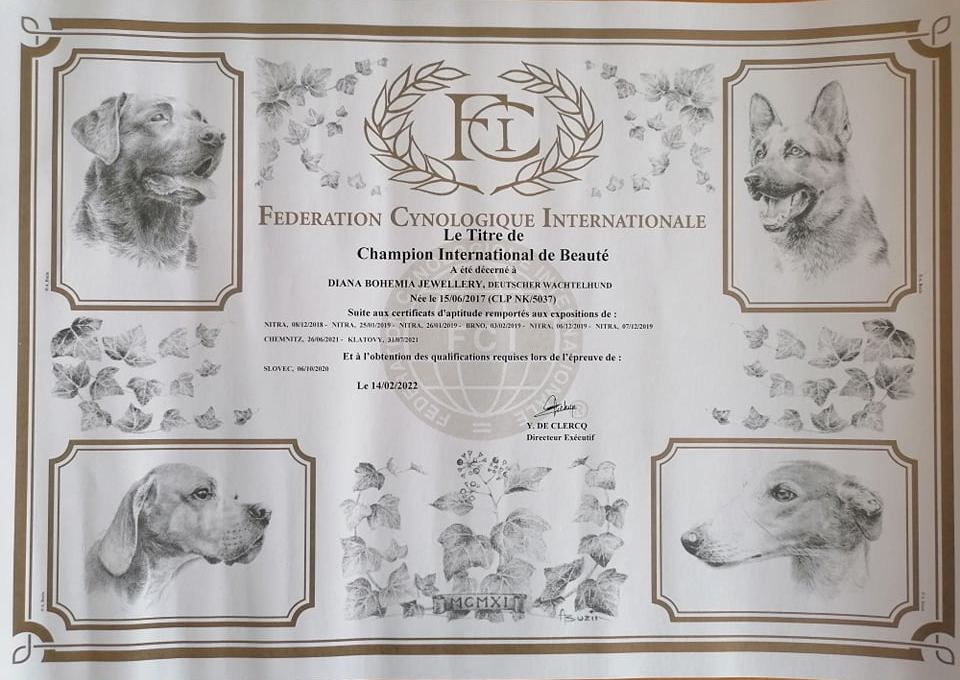 FCI
FEDERATION CYNOLOGIQUE INTERNATIONALE
Le Titre de
Champion International de Beauté
A été décerné à
DIANA BOHEMIA JEWELLERY, DEUTSCHER WACHTELHUND
Née le 15/06/2017 (CLP NK/5037)
Suite aux certificats d'aptitude remportés aux expositions de :
NITRA, 08/12/2018 - NITRA, 25/01/2019 - NITRA, 26/01/2019 - BRNO, 03/02/2019 - NITRA, 06/12/2019 - NITRA, 07/12/2019
CHEMNITZ, 26/06/2021 - KLATOVY, 31/07/2021
Et à l'obtention des qualifications requises lors de l'épreuve de :
SLOVEC, 06/10/2020
Le 14/02/2022
Y. DE CLERCQ
Directeur Exécutif
FCI
MCMXI